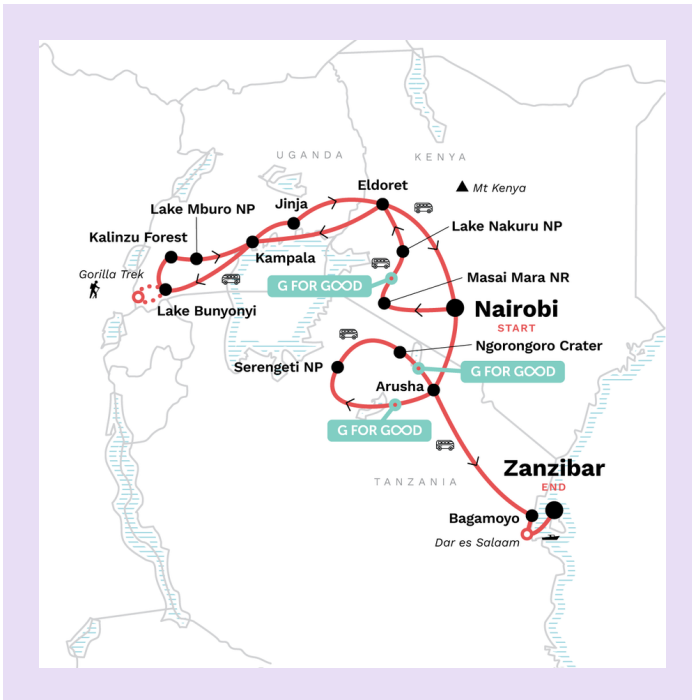 UGANDA
KENYA
Eldoret
Mt Kenya
Jinja
Lake Mburo NP
Lake Nakuru NP
Kalinzu Forest
Kampala
Gorilla Trek
G FOR GOOD
Masai Mara NR
Lake Bunyonyi
Nairobi
START
Ngorongoro Crater
Serengeti NP
G FOR GOOD
Arusha
G FOR GOOD
Zanzibar
TANZANIA
END
Bagamoyo
Dar es Salaam